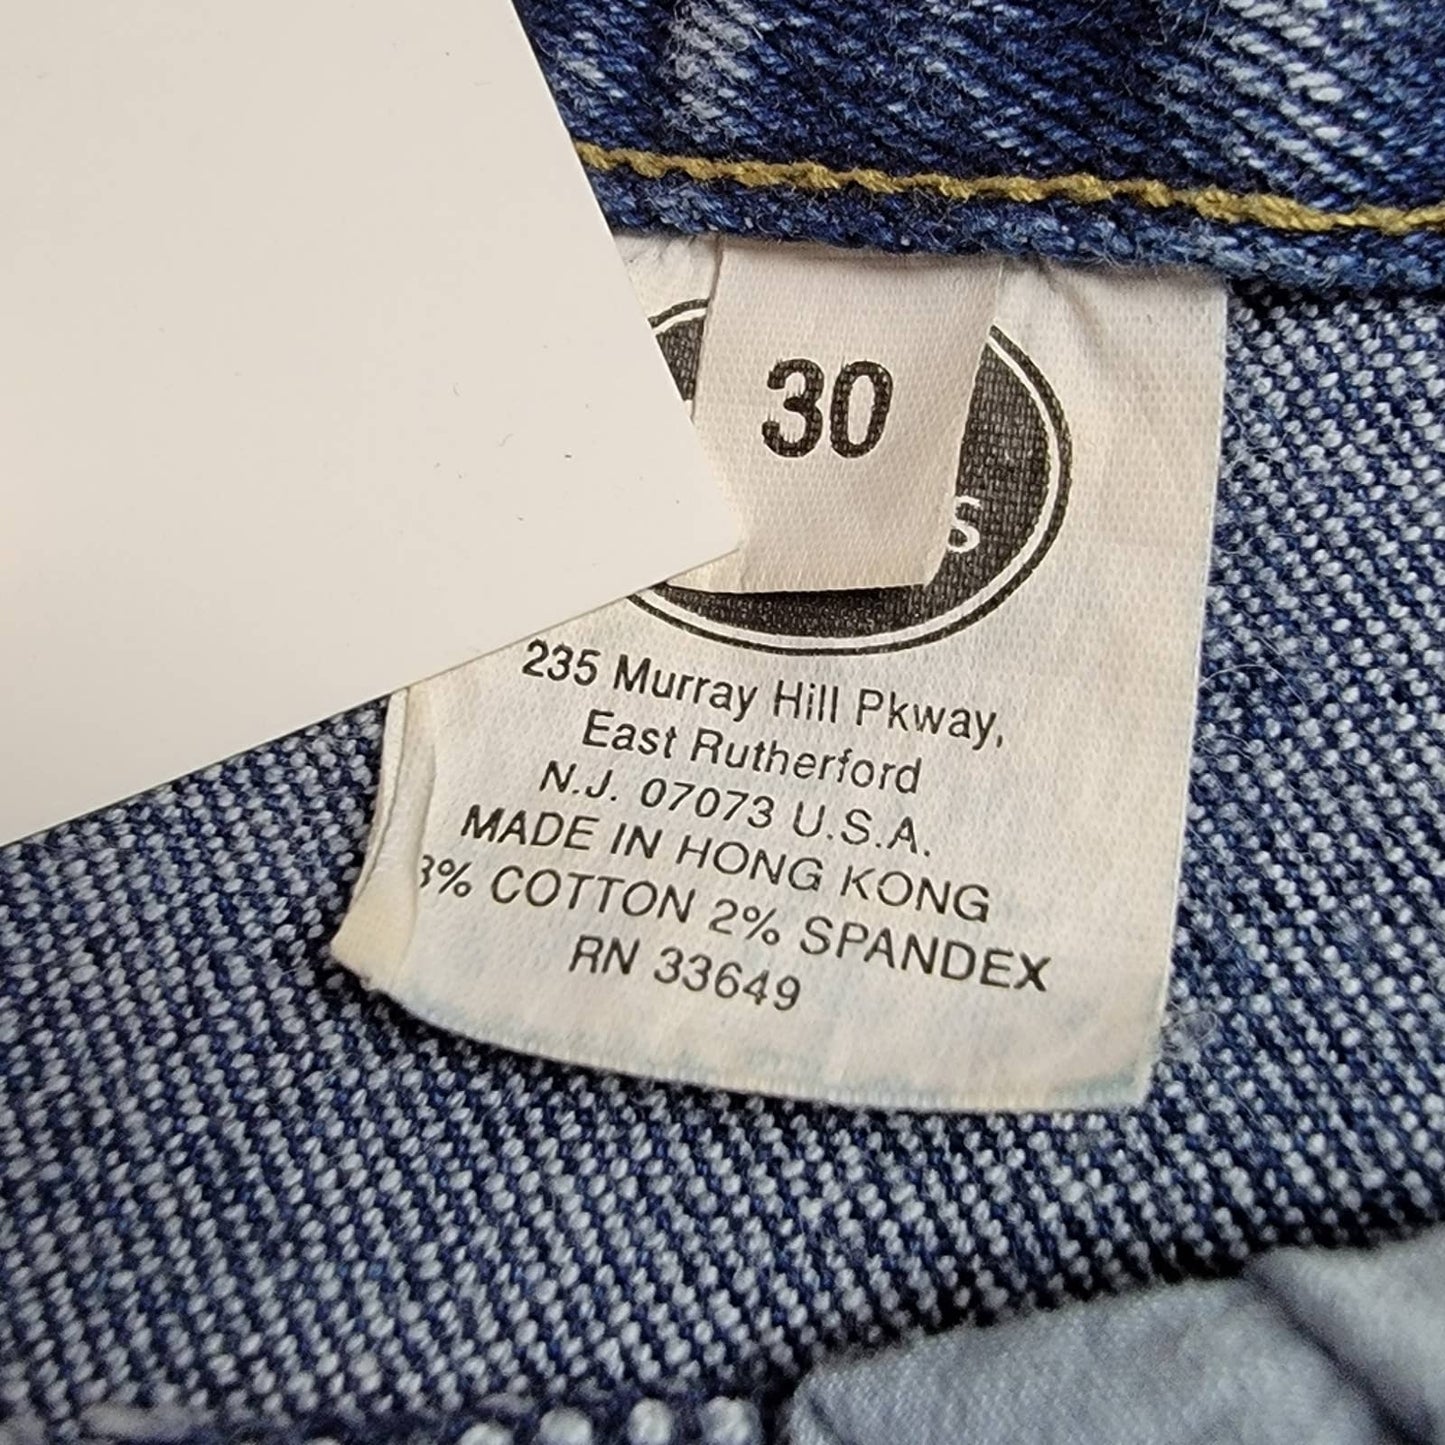 30
S
235 Murray Hill Pkway,
East Rutherford
N.J. 07073 U.S.A.
MADE IN HONG KONG
% COTTON 2% SPANDEX
RN 33649